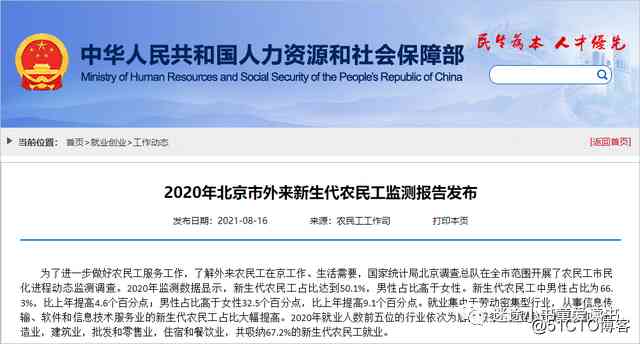 中华人民共和国人力资源和社会保障部
Ministry of Human Resources and Social Security of the People's Republic of China
民生为本 人才优先
当前位置：首页>就业创业>工作动态
[返回首页]
2020年北京市外来新生代农民工监测报告发布
发布日期：2021-08-16 来源：农民工工作司 打印本页
为了进一步做好农民工服务工作，了解外来农民工在京工作、生活需要，国家统计局北京调查总队在全市范围开展了农民工市民
化进程动态监测调查。2020年监测数据显示，新生代农民工占比达到50.1%，男性占比高于女性。新生代农民工中男性占比为66.
3%，比上年提高4.6个百分点；男性占比高于女性32.5个百分点，比上年提高9.1个百分点。就业集中于劳动密集型行业，从事信息传
输、软件和信息技术服务业的新生代农民工占比大幅提高。2020年就业人数前五位的行业依次为
造业，建筑业，批发和零售业，住宿和餐饮业，共吸纳67.2%的新生代农民工就业。
@51CTO博客